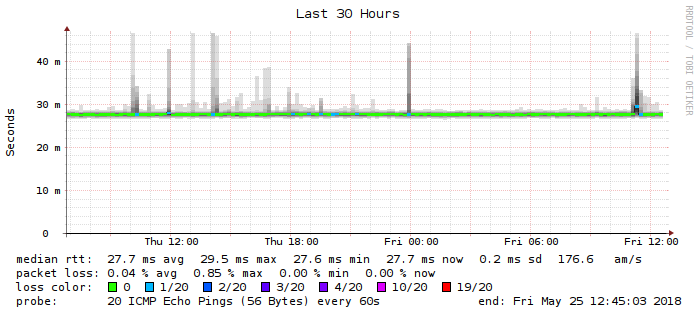 Last 30 Hours
RRDTOOL / TOBI OETIKER
Seconds
40 m
30 m
20 m
10 m
0
Thu 12:00 Thu 18:00 Fri 00:00 Fri 06:00 Fri 12:00
median rtt: 27.7 ms avg 29.5 ms max 27.6 ms min 27.7 ms now 0.2 ms sd 176.6 am/s
packet loss: 0.04 % avg 0.85 % max 0.00 % min 0.00 % now
loss color: 0 1/20 2/20 3/20 4/20 10/20 19/20
probe: 20 ICMP Echo Pings (56 Bytes) every 60s end: Fri May 25 12:45:03 2018